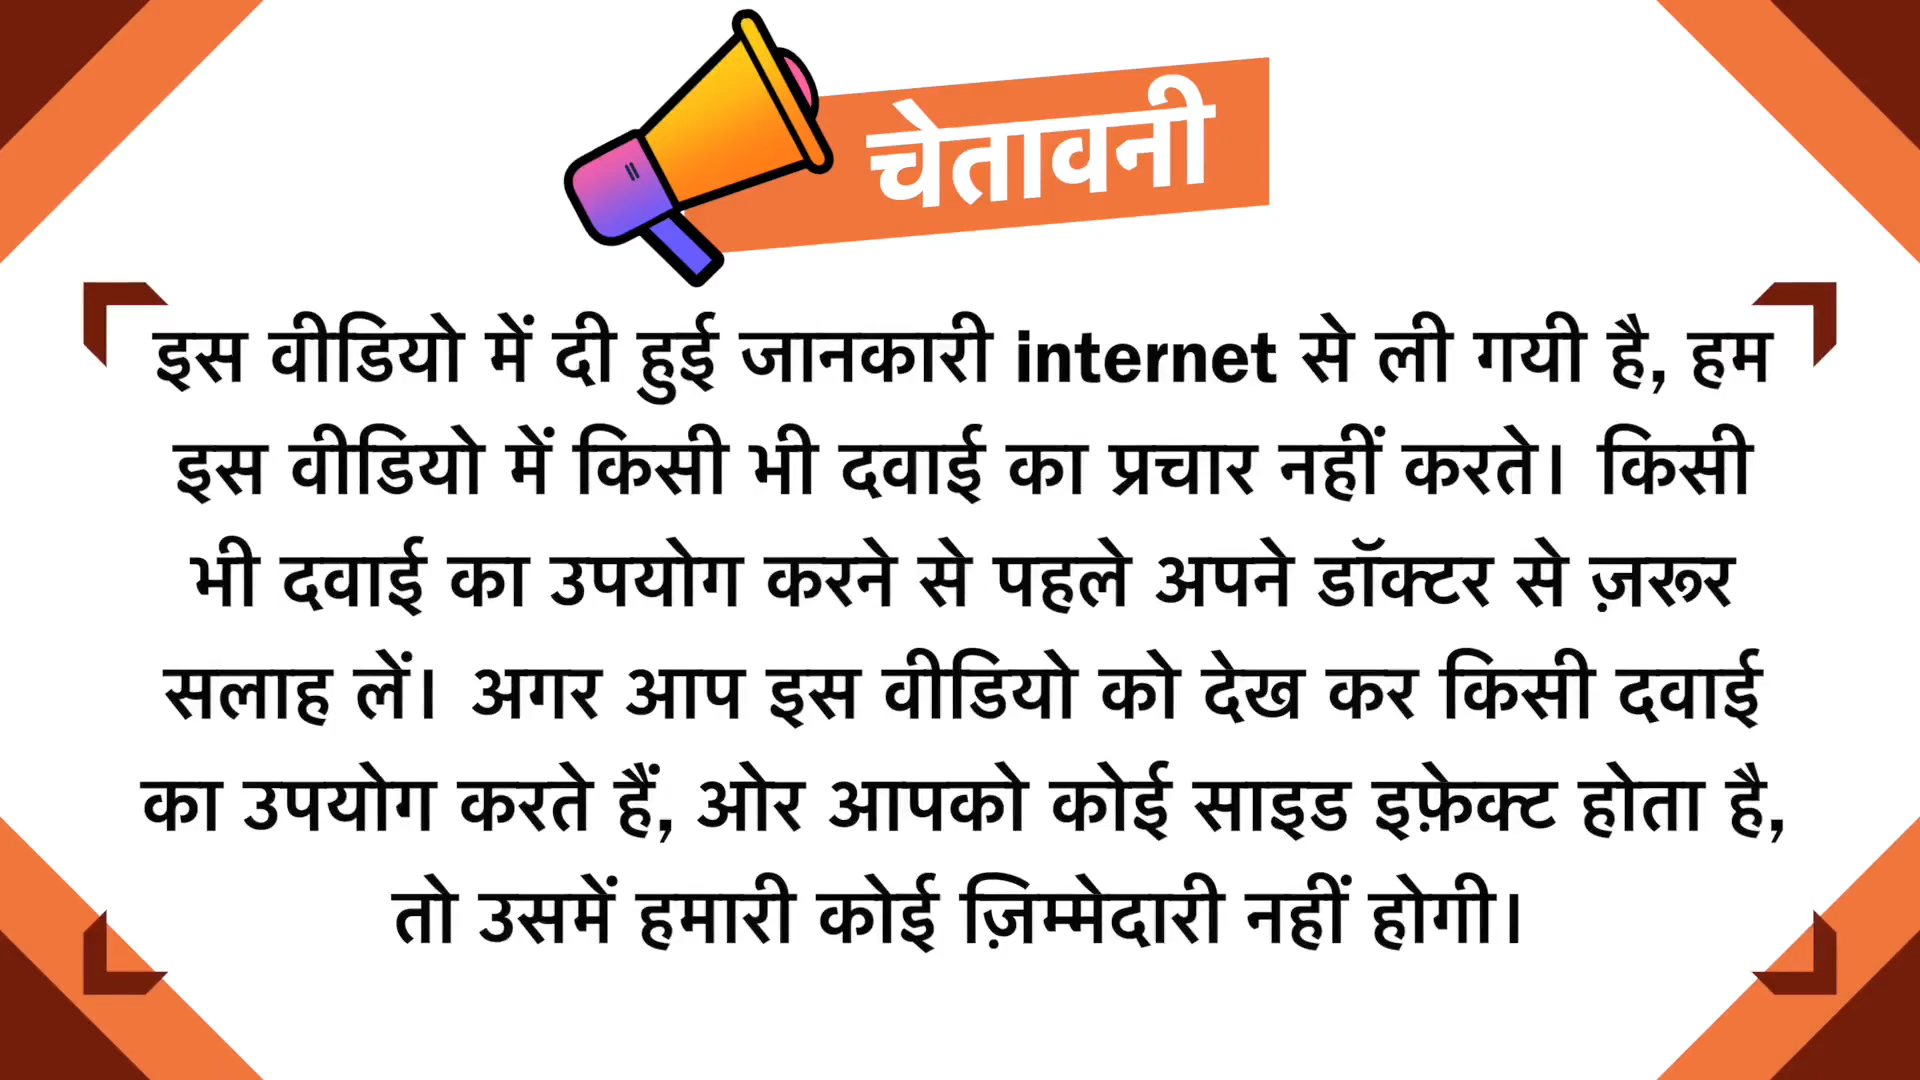 चेतावनी
इस वीडियो में दी हुई जानकारी internet से ली गयी है, हम
इस वीडियो में किसी भी दवाई का प्रचार नहीं करते। किसी
भी दवाई का उपयोग करने से पहले अपने डॉक्टर से ज़रूर
सलाह लें। अगर आप इस वीडियो को देख कर किसी दवाई
का उपयोग करते हैं, ओर आपको कोई साइड इफ़ेक्ट होता है,
तो उसमें हमारी कोई ज़िम्मेदारी नहीं होगी।